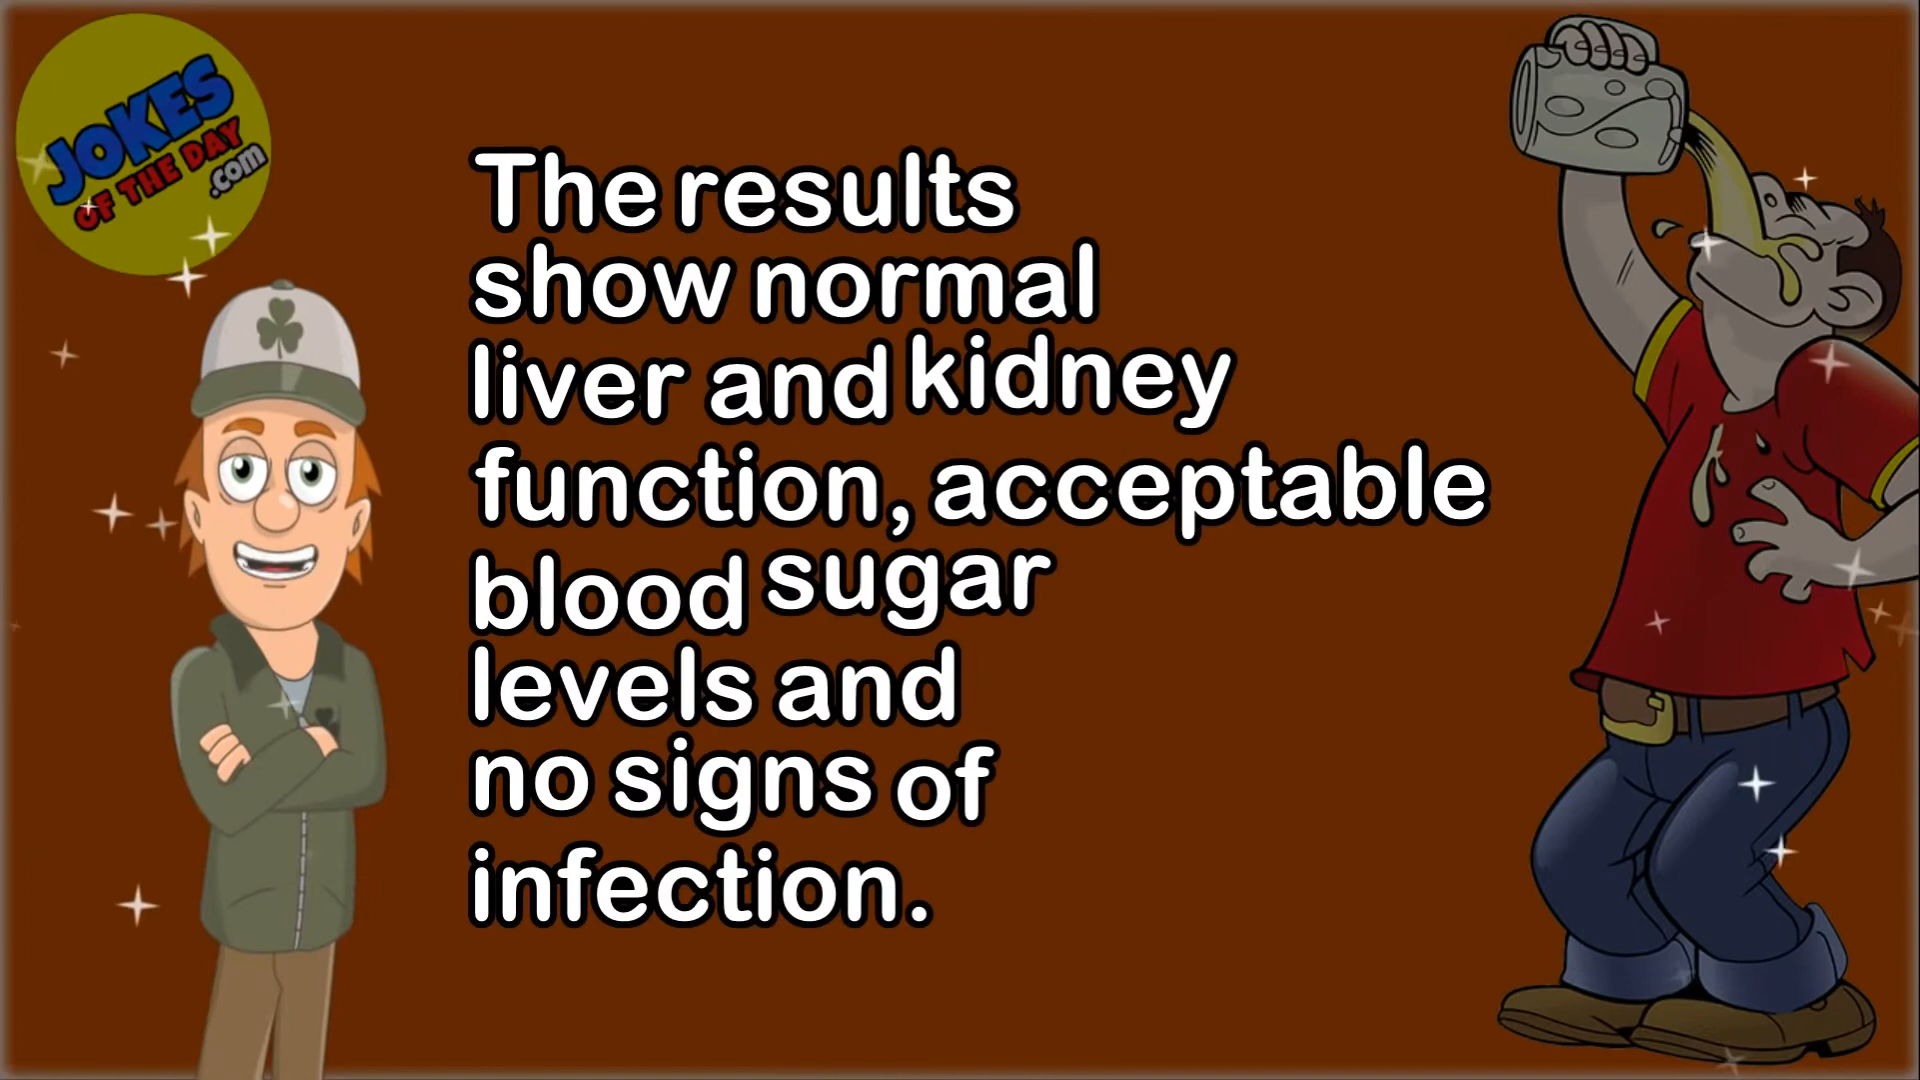 JOKES
OF THE DAY
.com
The results
show normal
liver and kidney
function, acceptable
blood sugar
levels and
no signs of
infection.